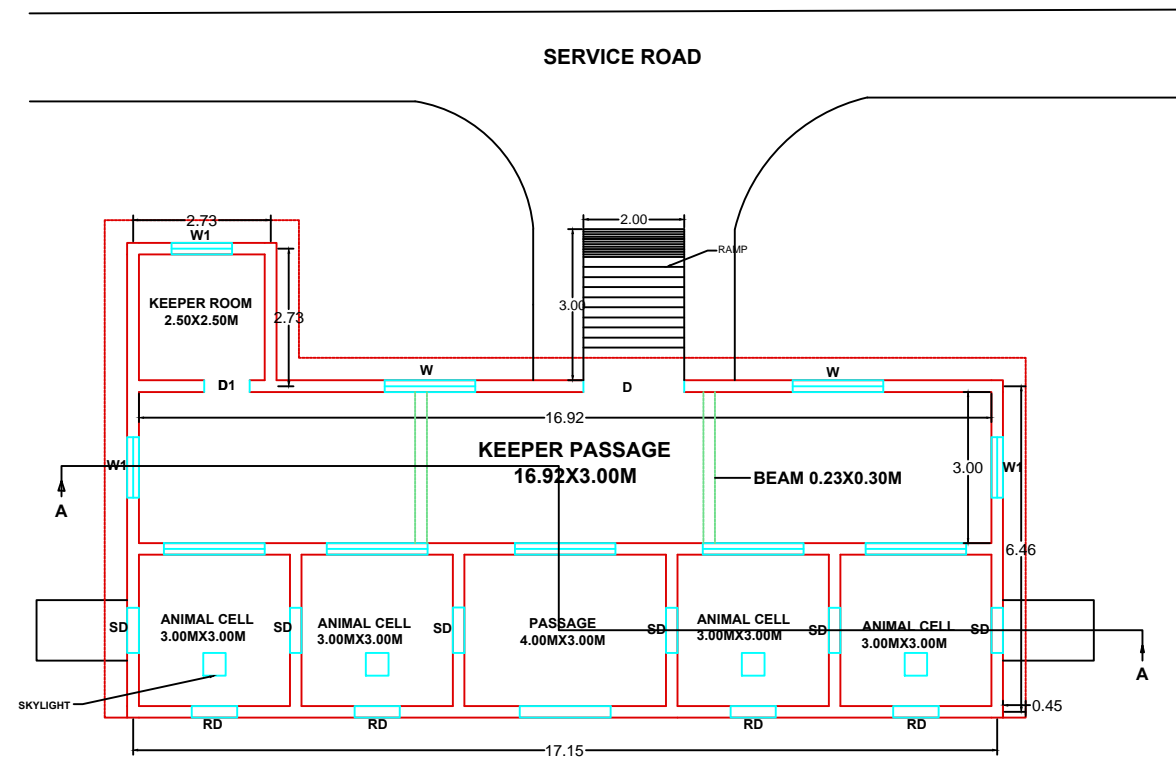 SERVICE ROAD
2.73
W1
2.00
RAMP
KEEPER ROOM
2.50X2.50M
2.73
3.00
D1
W
D
W
16.92
KEEPER PASSAGE
16.92X3.00M
BEAM 0.23X0.30M
3.00
W1
W1
A
6.46
SD
ANIMAL CELL
3.00MX3.00M
SD
ANIMAL CELL
3.00MX3.00M
SD
PASSAGE
4.00MX3.00M
SD
ANIMAL CELL
3.00MX3.00M
SD
ANIMAL CELL
3.00MX3.00M
SD
A
SKYLIGHT
0.45
RD
RD
RD
RD
17.15